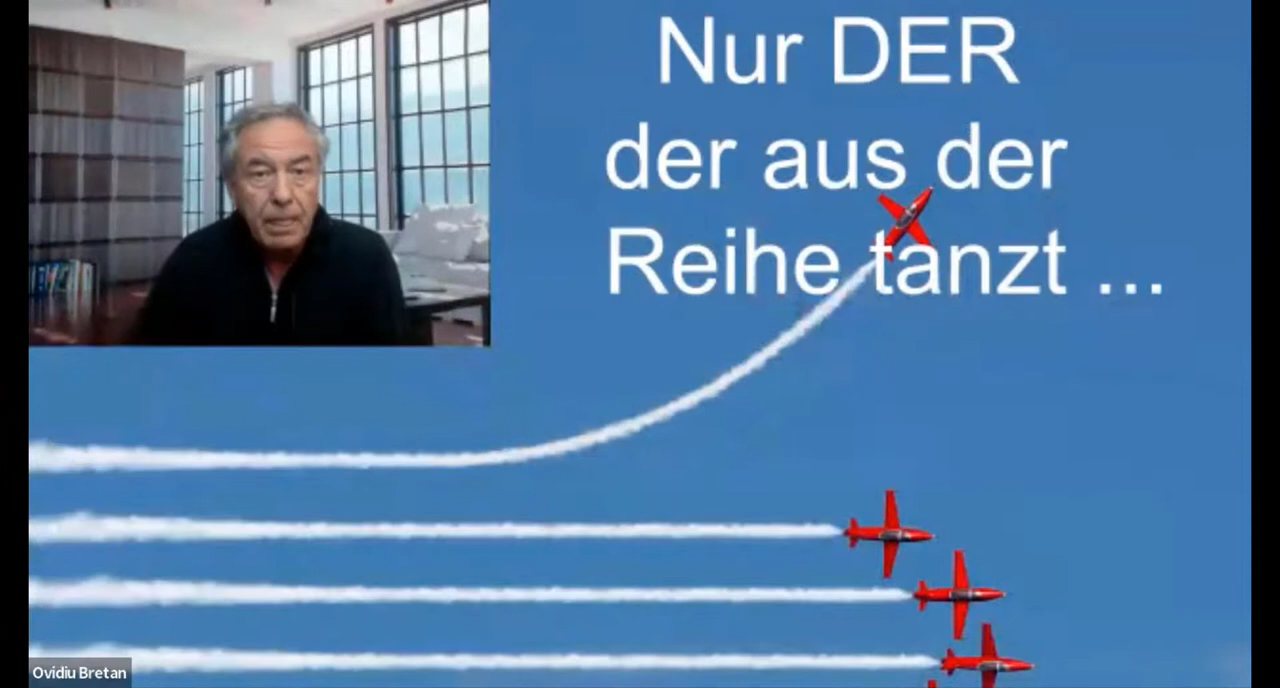 Nur DER
der aus der
Reihe tanzt ...
Ovidiu Bretan